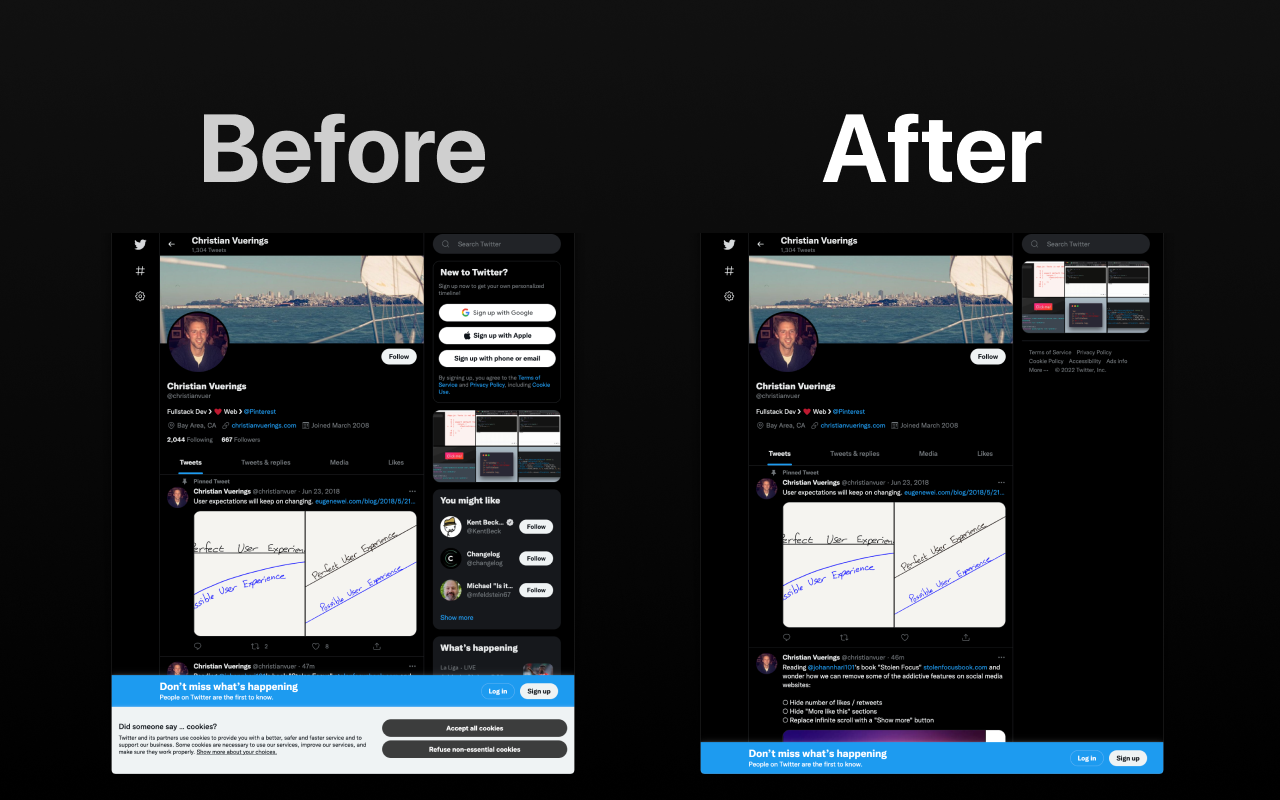 Before
Christian Vuerings
1,304 Tweets
Search Twitter
New to Twitter?
Sign up now to get your own personalized
timeline!
Sign up with Google
Sign up with Apple
Sign up with phone or email
By signing up, you agree to the Terms of
Service and Privacy Policy, including Cookie
Use.
Follow
Christian Vuerings
@christianvuer
Fullstack Dev ❯ ❤️ Web ❯ @Pinterest
Bay Area, CA christianvuerings.com Joined March 2008
2,044 Following 667 Followers
Tweets Tweets & replies Media Likes
Pinned Tweet
Christian Vuerings @christianvuer · Jun 23, 2018 ···
User expectations will keep on changing. eugenewei.com/blog/2018/5/21...
erfect User Experien
ssible User Experience
Perfect User Experience
Possible User Experience
2 8
Christian Vuerings @christianvuer · 47m ···
You might like
Kent Beck...
@KentBeck
Follow
Changelog
@changelog
Follow
Michael "Is it...
@mfeldstein67
Follow
Show more
What's happening
La Liga · LIVE
Don't miss what's happening
People on Twitter are the first to know.
Log in Sign up
Did someone say … cookies?
Twitter and its partners use cookies to provide you with a better, safer and faster service and to
support our business. Some cookies are necessary to use our services, improve our services, and
make sure they work properly. Show more about your choices.
Accept all cookies
Refuse non-essential cookies
After
Christian Vuerings
1,304 Tweets
Search Twitter
Follow
Christian Vuerings
@christianvuer
Fullstack Dev ❯ ❤️ Web ❯ @Pinterest
Bay Area, CA christianvuerings.com Joined March 2008
Tweets Tweets & replies Media Likes
Pinned Tweet
Christian Vuerings @christianvuer · Jun 23, 2018 ···
User expectations will keep on changing. eugenewei.com/blog/2018/5/21...
erfect User Experien
ssible User Experience
Perfect User Experience
Possible User Experience
Christian Vuerings @christianvuer · 46m ···
Reading @johannhari101's book "Stolen Focus" stolenfocusbook.com and
wonder how we can remove some of the addictive features on social media
websites:
Hide number of likes / retweets
Hide "More like this" sections
Replace infinite scroll with a "Show more" button
Terms of Service Privacy Policy
Cookie Policy Accessibility Ads info
More ··· © 2022 Twitter, Inc.
Don't miss what's happening
People on Twitter are the first to know.
Log in Sign up